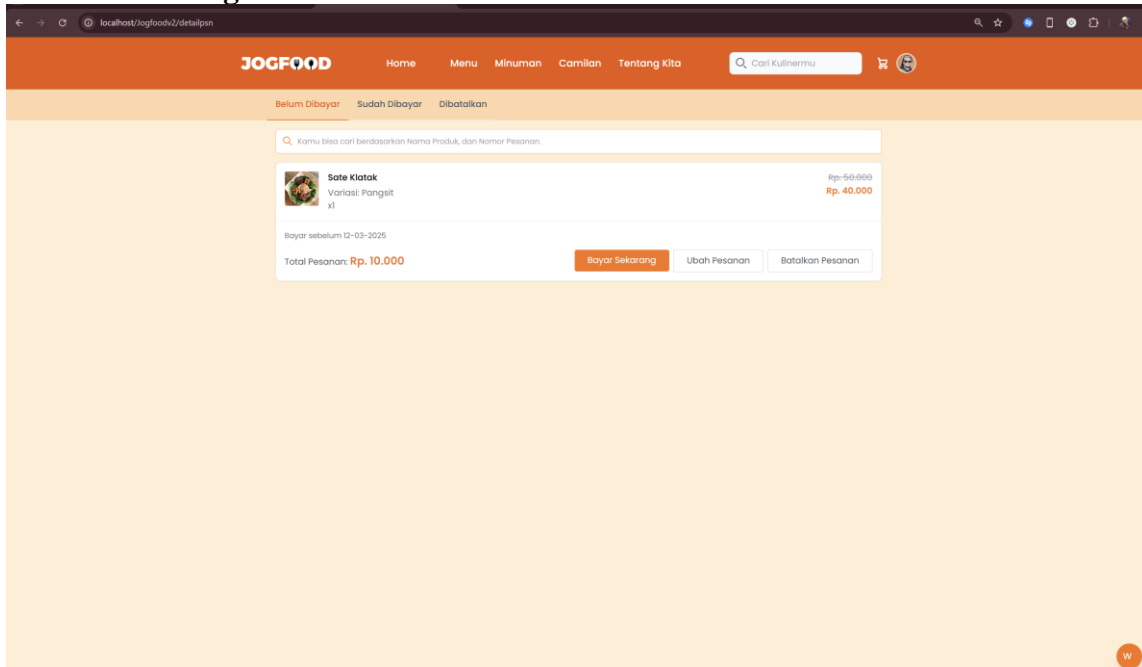 localhost/Jogfoodv2/detailpsn
JOGFOOD Home Menu Minuman Camilan Tentang Kita Cari Kulinermu
Belum Dibayar Sudah Dibayar Dibatalkan
Kamu bisa cari berdasarkan Nama Produk, dan Nomor Pesanan.
Sate Klatak Rp. 50.000
Variasi: Pangsit Rp. 40.000
x1
Bayar sebelum 12-03-2025
Total Pesanan: Rp. 10.000 Bayar Sekarang Ubah Pesanan Batalkan Pesanan
W